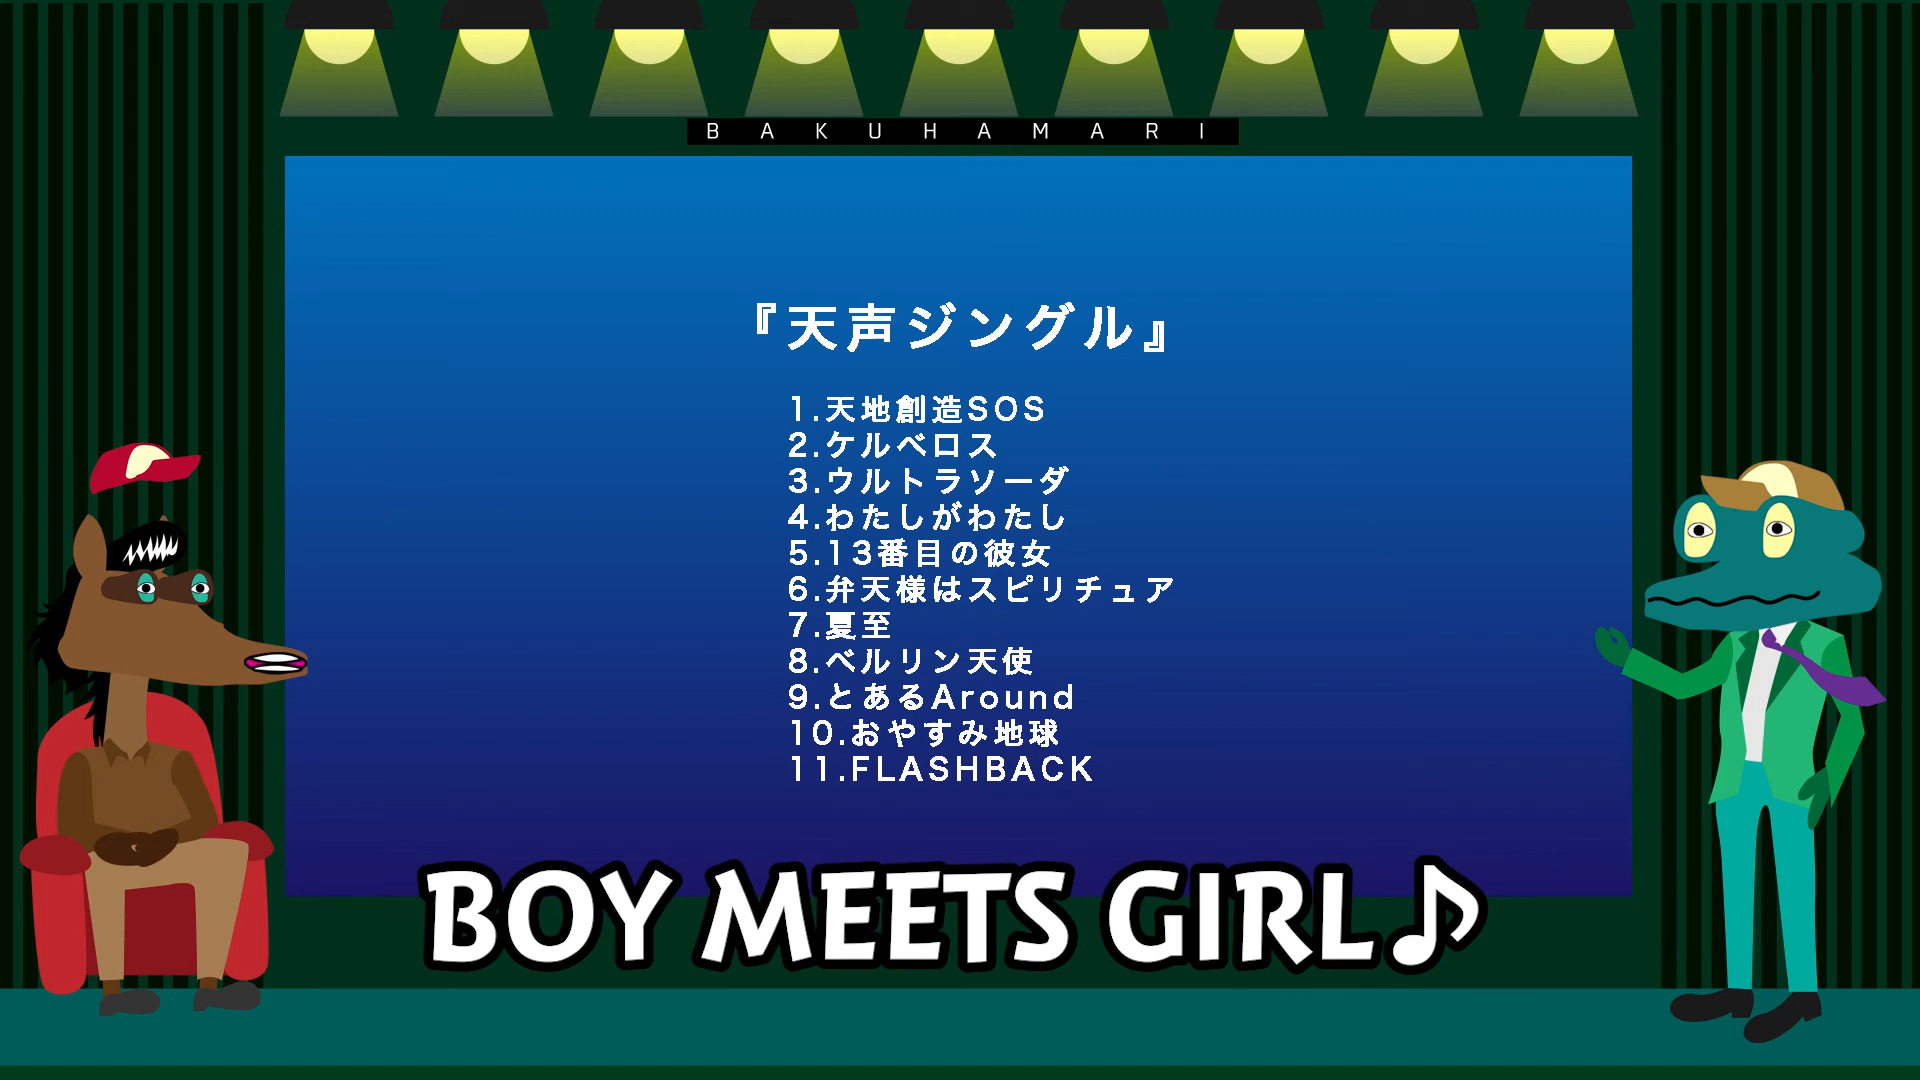 BAKUHAMARI
『天声ジングル』
1.天地創造SOS
2.ケルベロス
3.ウルトラソーダ
4.わたしがわたし
5.13番目の彼女
6.弁天様はスピリチュア
7.夏至
8.ベルリン天使
9.とあるAround
10.おやすみ地球
11.FLASHBACK
BOY MEETS GIRL♪